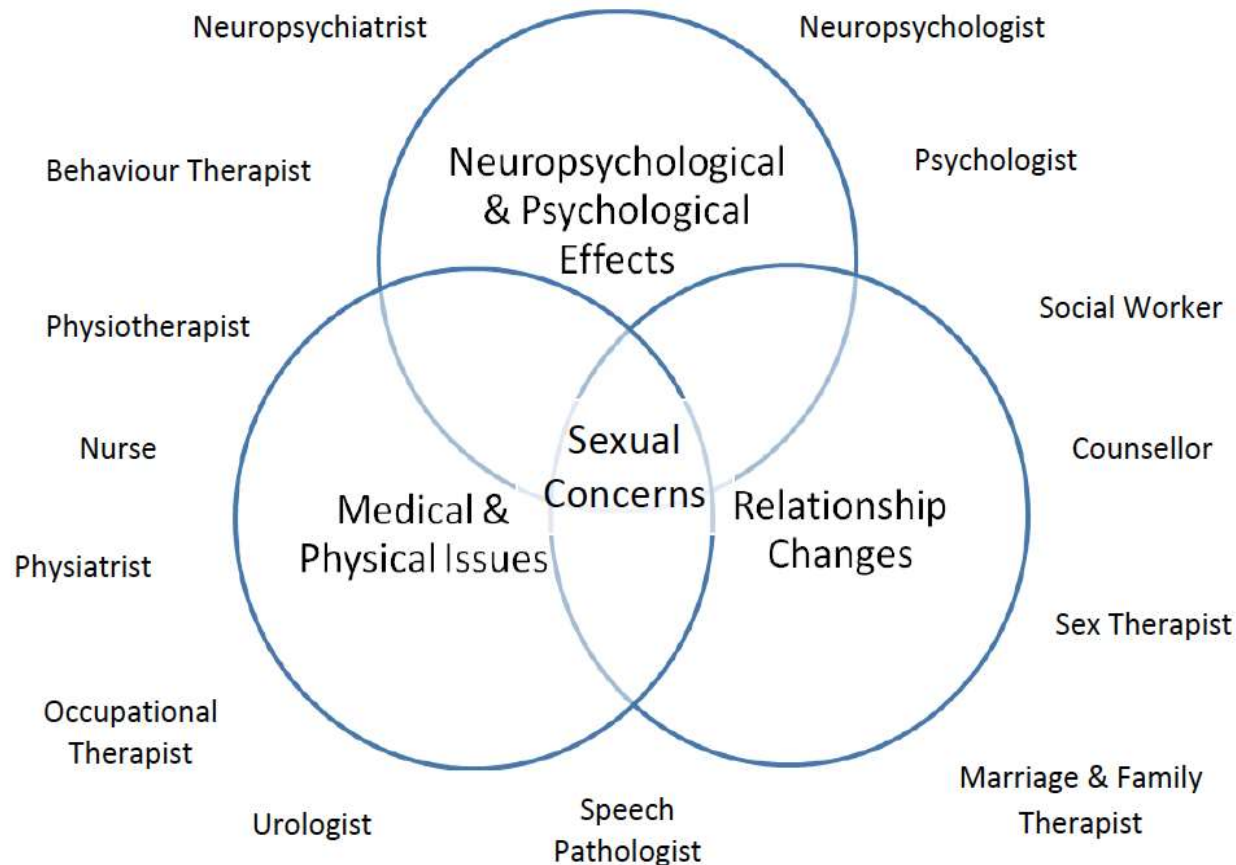 Neuropsychiatrist
Neuropsychologist
Behaviour Therapist
Neuropsychological
& Psychological
Effects
Psychologist
Physiotherapist
Social Worker
Nurse
Sexual
Concerns
Counsellor
Medical &
Physical Issues
Relationship
Changes
Physiatrist
Sex Therapist
Occupational
Therapist
Urologist
Speech
Pathologist
Marriage & Family
Therapist